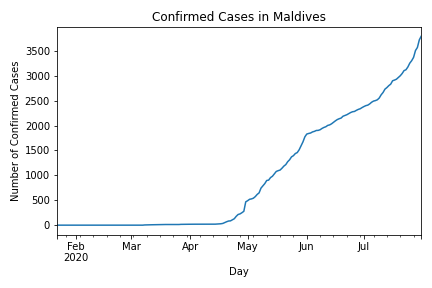 Confirmed Cases in Maldives
Number of Confirmed Cases
3500
3000
2500
2000
1500
1000
500
0
Feb Mar Apr May Jun Jul
2020
Day